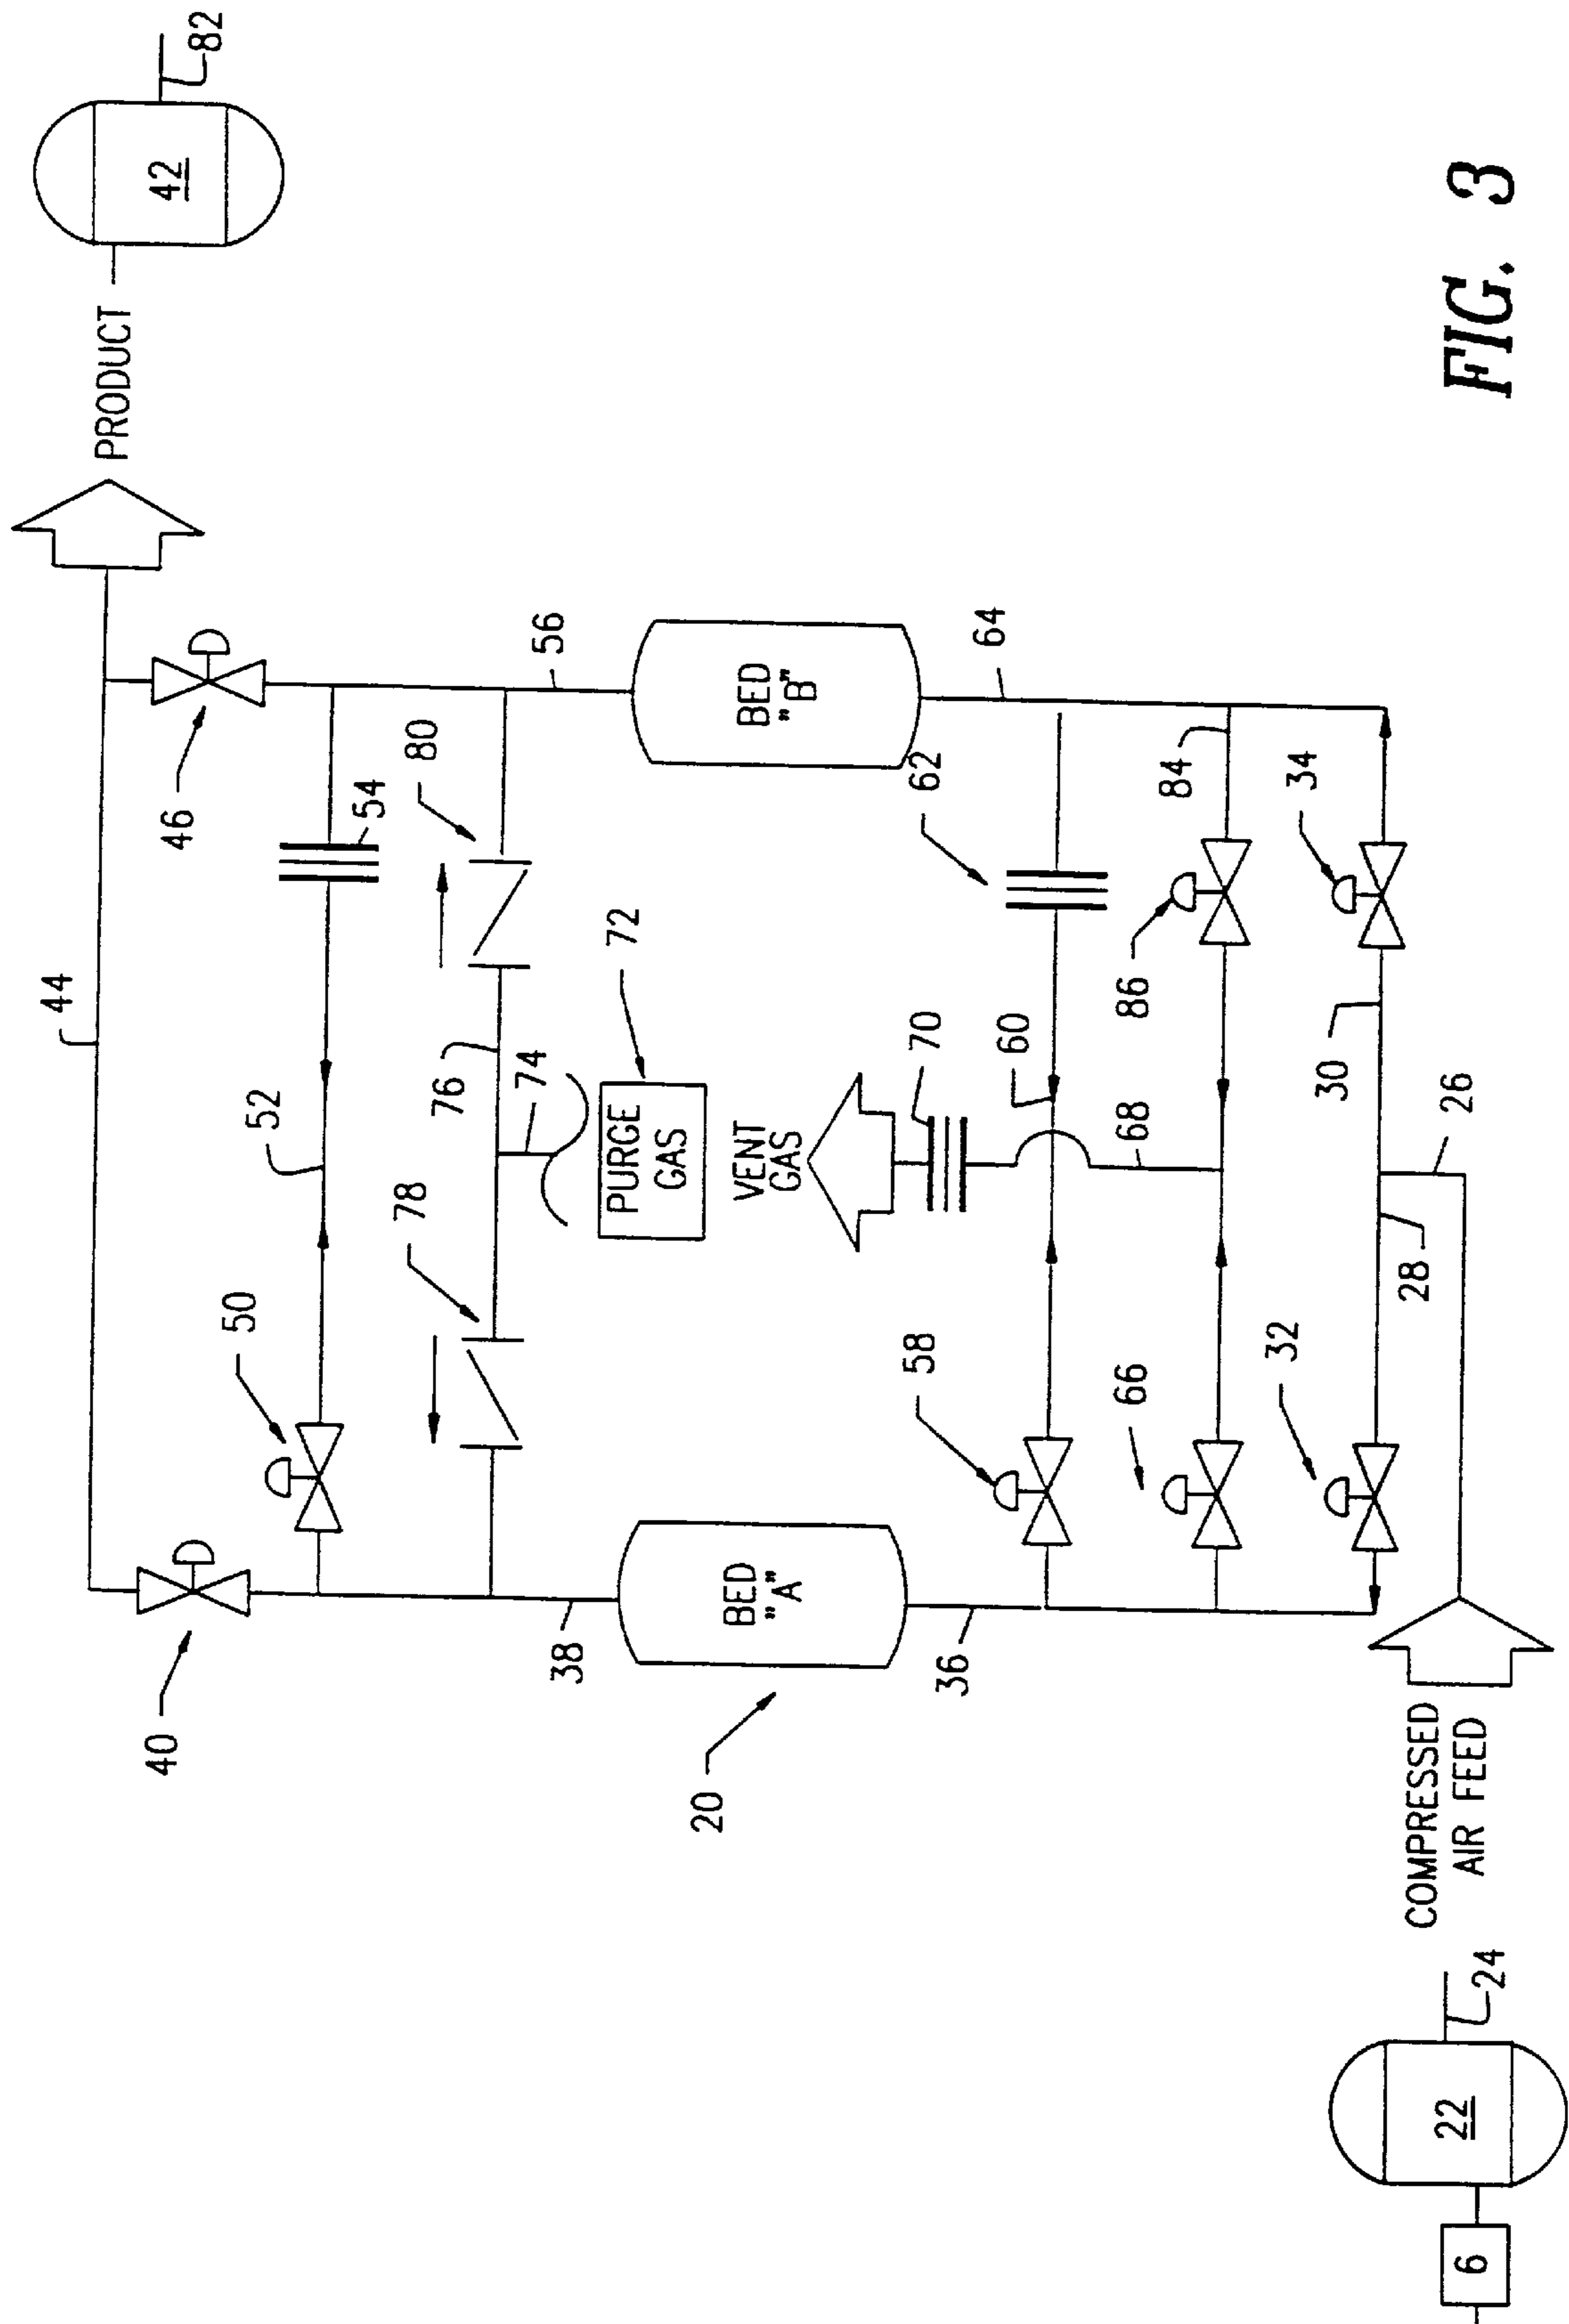 82
42
PRODUCT
44
46
56
54
52
50
40
80
76
74
78
38
72
PURGE
GAS
BED
"B"
BED
"A"
20
VENT
GAS
70
62
64
60
58
36
68
84
86
66
34
30
26
28
32
COMPRESSED
AIR FEED
24
22
6
FIG. 3